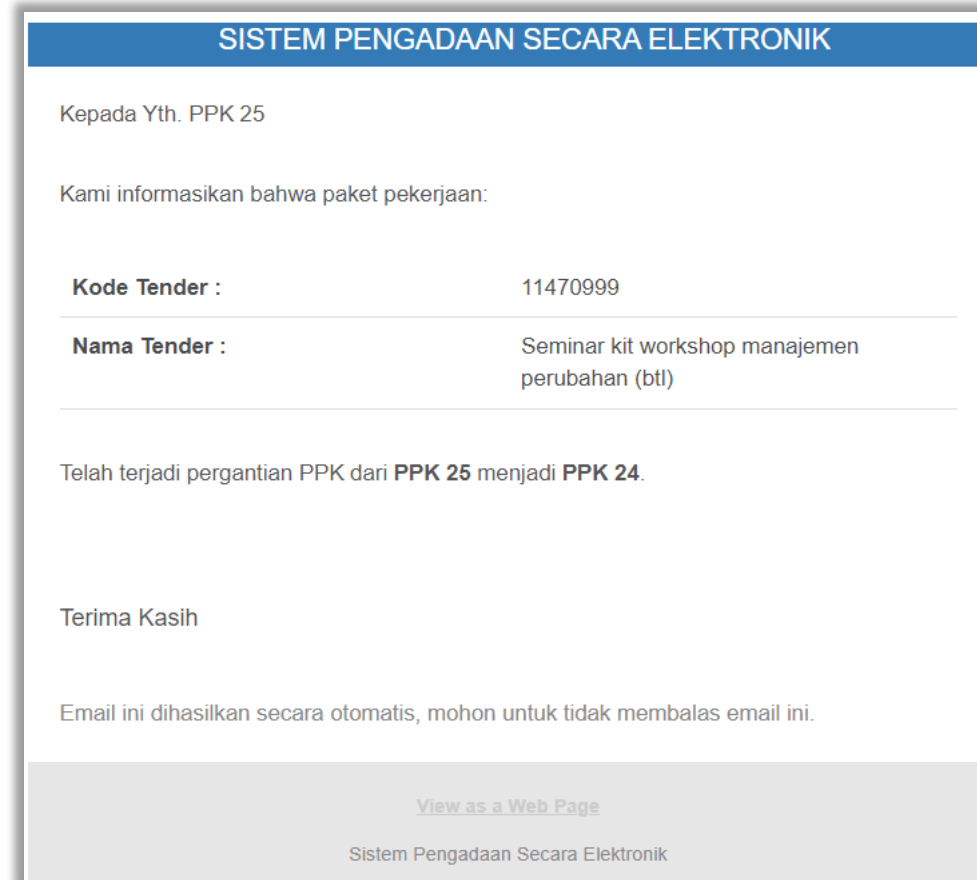 SISTEM PENGADAAN SECARA ELEKTRONIK
Kepada Yth. PPK 25
Kami informasikan bahwa paket pekerjaan:
Kode Tender : 11470999
Nama Tender : Seminar kit workshop manajemen
perubahan (btl)
Telah terjadi pergantian PPK dari PPK 25 menjadi PPK 24.
Terima Kasih
Email ini dihasilkan secara otomatis, mohon untuk tidak membalas email ini.
View as a Web Page
Sistem Pengadaan Secara Elektronik